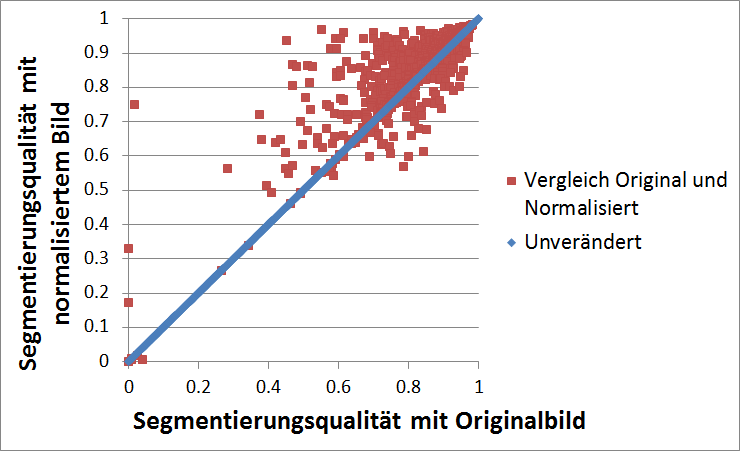 Segmentierungsqualität mit
normalisiertem Bild
1
0.9
0.8
0.7
0.6
0.5
0.4
0.3
0.2
0.1
0
0 0.2 0.4 0.6 0.8 1
Segmentierungsqualität mit Originalbild
Vergleich Original und
Normalisiert
Unverändert